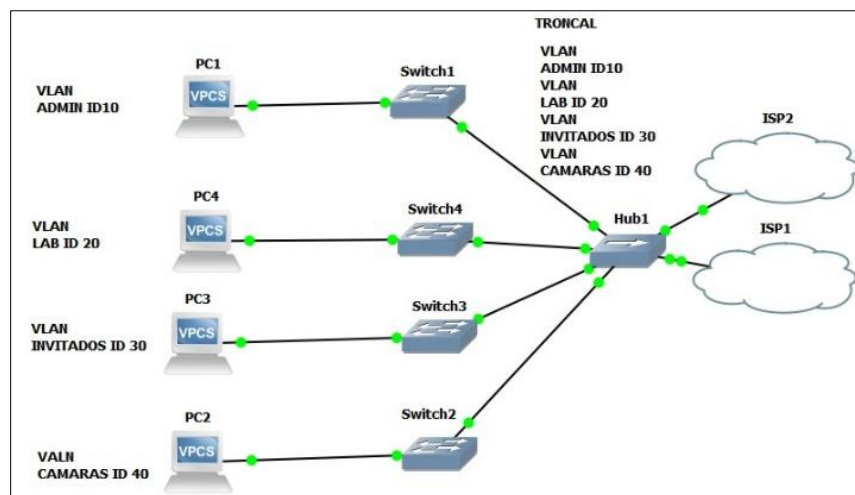 TRONCAL
VLAN
ADMIN ID10
VLAN
LAB ID 20
VLAN
INVITADOS ID 30
VLAN
CAMARAS ID 40
PC1
Switch1
VLAN
ADMIN ID10
VPCS
ISP2
PC4
Switch4
Hub1
VLAN
LAB ID 20
VPCS
ISP1
PC3
Switch3
VLAN
INVITADOS ID 30
VPCS
PC2
Switch2
VALN
CAMARAS ID 40
VPCS